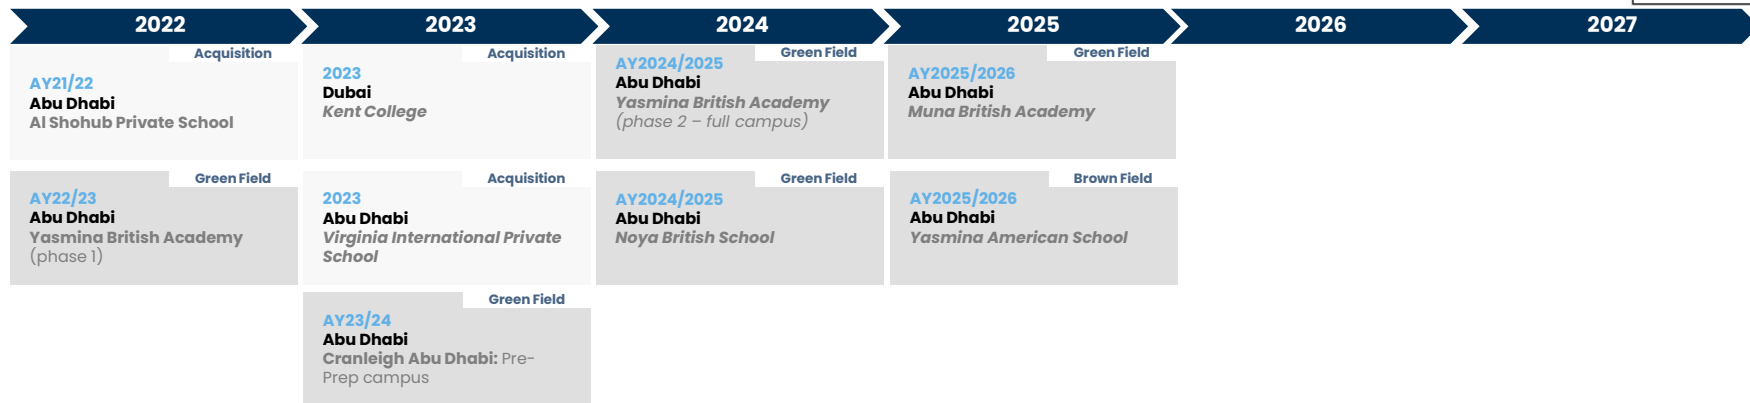 2022
2023
2024
2025
2026
2027
Acquisition
AY21/22
Abu Dhabi
Al Shohub Private School
Green Field
AY22/23
Abu Dhabi
Yasmina British Academy
(phase 1)
Acquisition
2023
Dubai
Kent College
Acquisition
2023
Abu Dhabi
Virginia International Private
School
Green Field
AY23/24
Abu Dhabi
Cranleigh Abu Dhabi: Pre-
Prep campus
Green Field
AY2024/2025
Abu Dhabi
Yasmina British Academy
(phase 2 – full campus)
Green Field
AY2024/2025
Abu Dhabi
Noya British School
Green Field
AY2025/2026
Abu Dhabi
Muna British Academy
Brown Field
AY2025/2026
Abu Dhabi
Yasmina American School